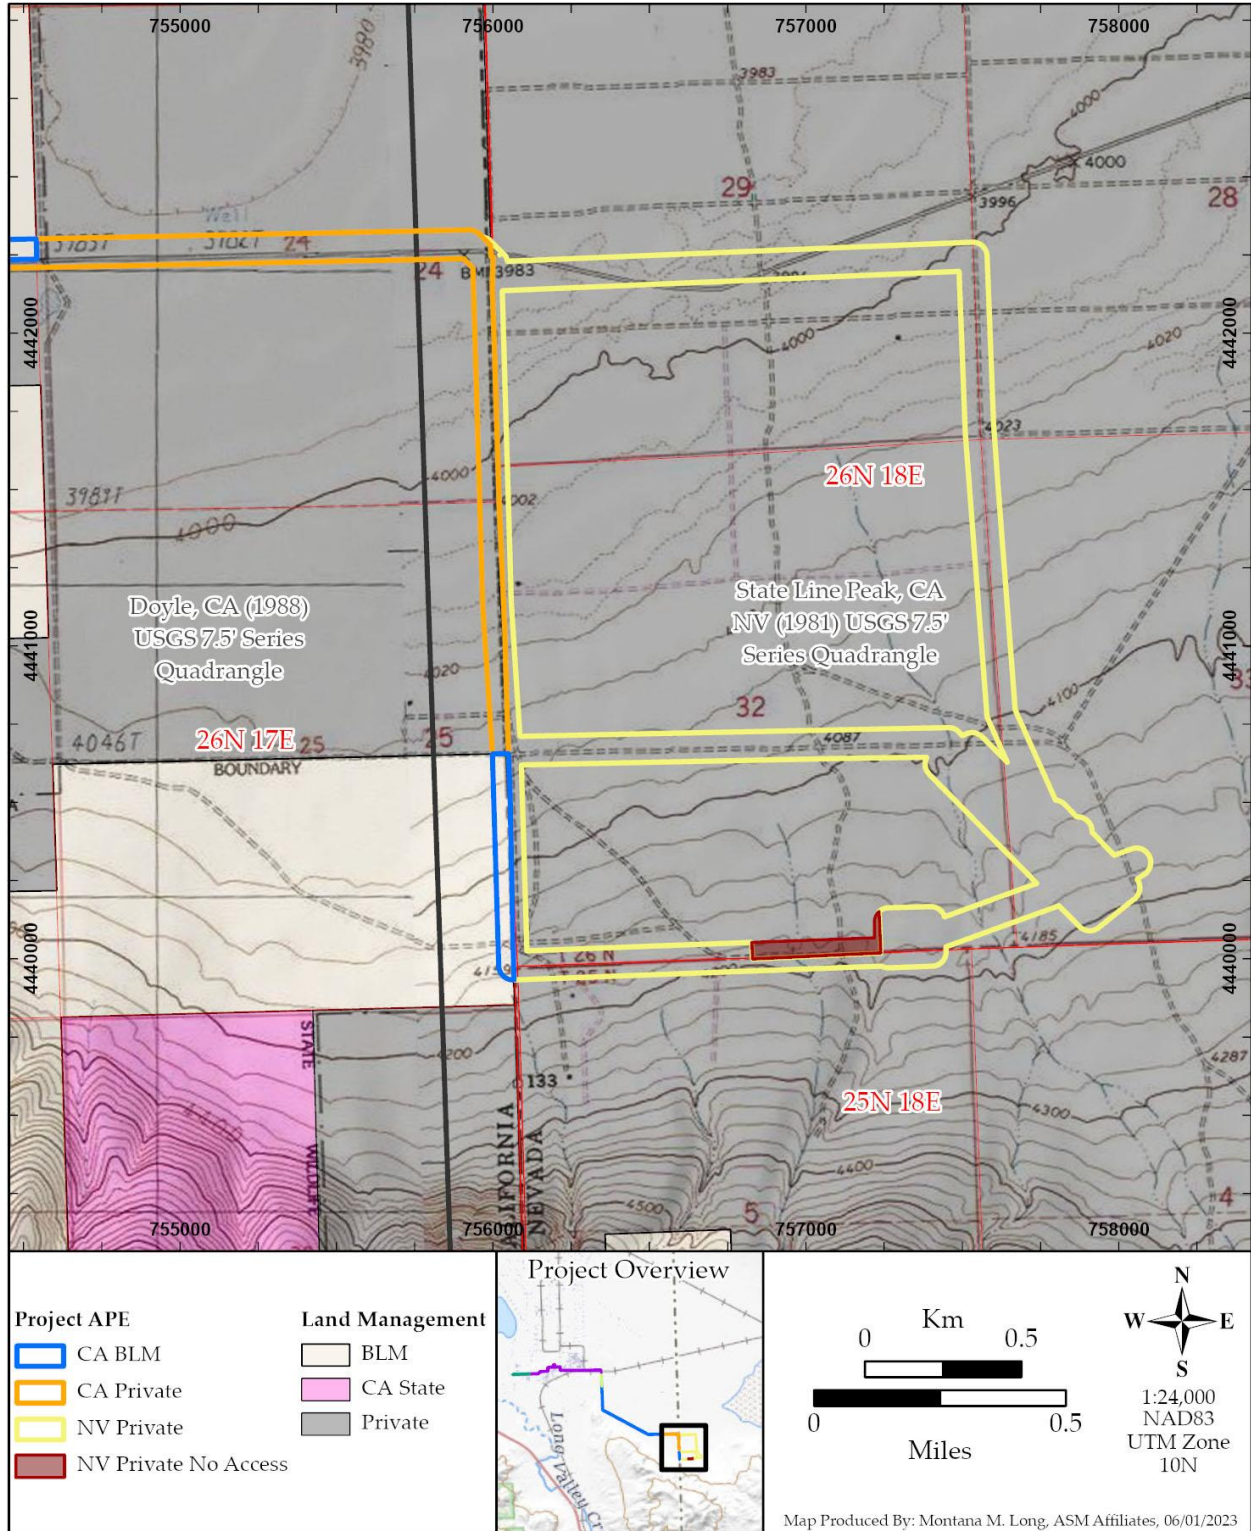 755000
756000
757000
758000
3980
3983
4000
4000
3996
29
28
Well
3983T
24
24
BM 3983
4442000
4442000
4000
4020
4023
4000
4002
26N 18E
3981T
4000
Doyle, CA (1988)
USGS 7.5' Series
Quadrangle
State Line Peak, CA
NV (1981) USGS 7.5'
Series Quadrangle
4441000
4441000
4020
4100
32
4046T
26N 17E
25
25
4087
BOUNDARY
4440000
4440000
4185
T 26 N
4200
STATE
4200
133
4287
25N 18E
4300
CALIFORNIA
NEVADA
4400
4500
5
4
755000
756000
757000
758000
Project APE
CA BLM
CA Private
NV Private
NV Private No Access
Land Management
BLM
CA State
Private
Project Overview
Long Valley Cr
Km
0 0.5
0 0.5
Miles
N
W E
S
1:24,000
NAD83
UTM Zone
10N
Map Produced By: Montana M. Long, ASM Affiliates, 06/01/2023